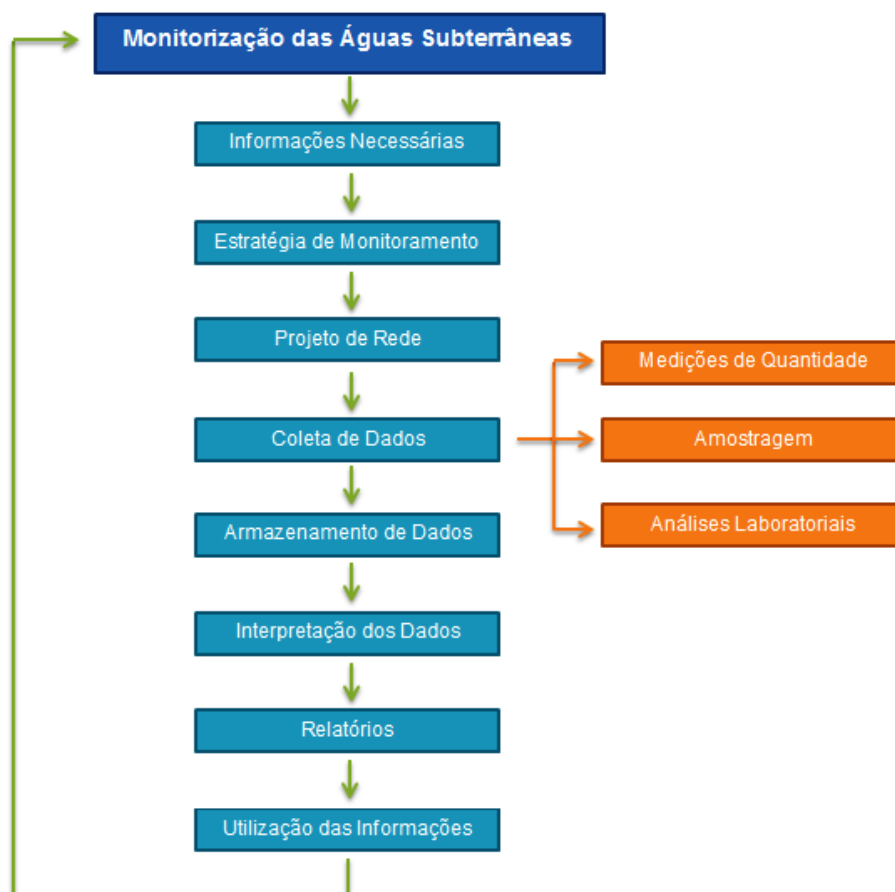 Monitorização das Águas Subterrâneas
Informações Necessárias
Estratégia de Monitoramento
Projeto de Rede
Medições de Quantidade
Coleta de Dados
Amostragem
Análises Laboratoriais
Armazenamento de Dados
Interpretação dos Dados
Relatórios
Utilização das Informações